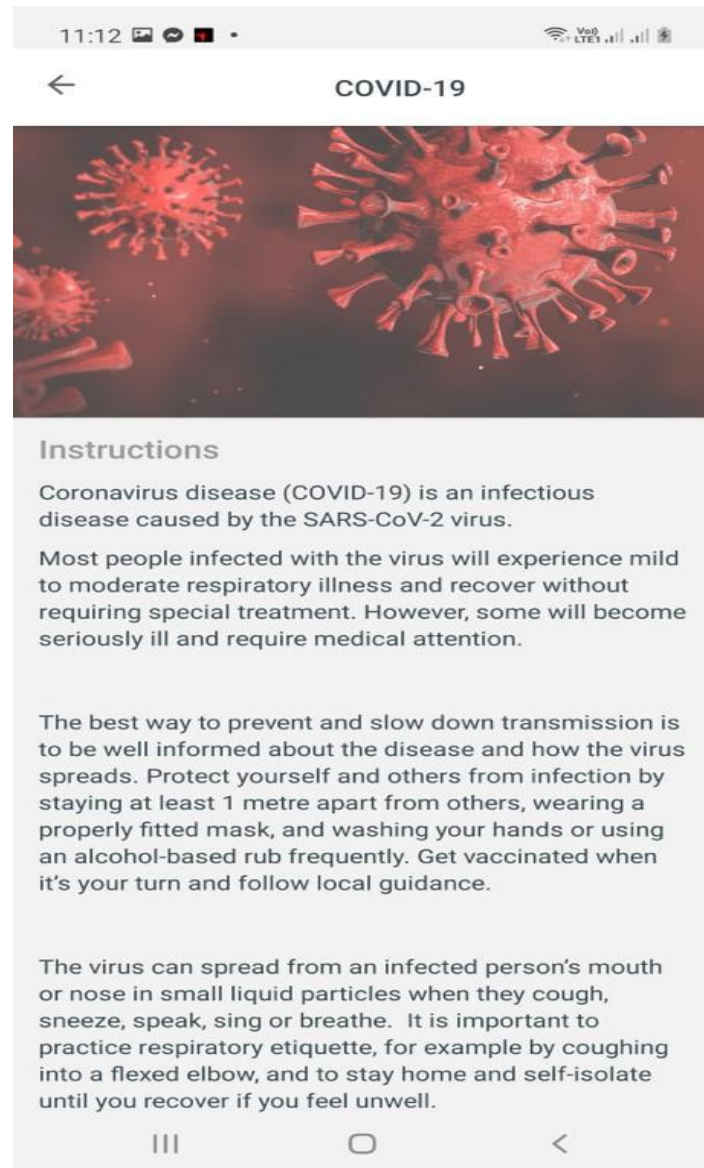 11:12
Vo))
LTE1
COVID-19
Instructions
Coronavirus disease (COVID-19) is an infectious
disease caused by the SARS-CoV-2 virus.
Most people infected with the virus will experience mild
to moderate respiratory illness and recover without
requiring special treatment. However, some will become
seriously ill and require medical attention.
The best way to prevent and slow down transmission is
to be well informed about the disease and how the virus
spreads. Protect yourself and others from infection by
staying at least 1 metre apart from others, wearing a
properly fitted mask, and washing your hands or using
an alcohol-based rub frequently. Get vaccinated when
it’s your turn and follow local guidance.
The virus can spread from an infected person’s mouth
or nose in small liquid particles when they cough,
sneeze, speak, sing or breathe.  It is important to
practice respiratory etiquette, for example by coughing
into a flexed elbow, and to stay home and self-isolate
until you recover if you feel unwell.